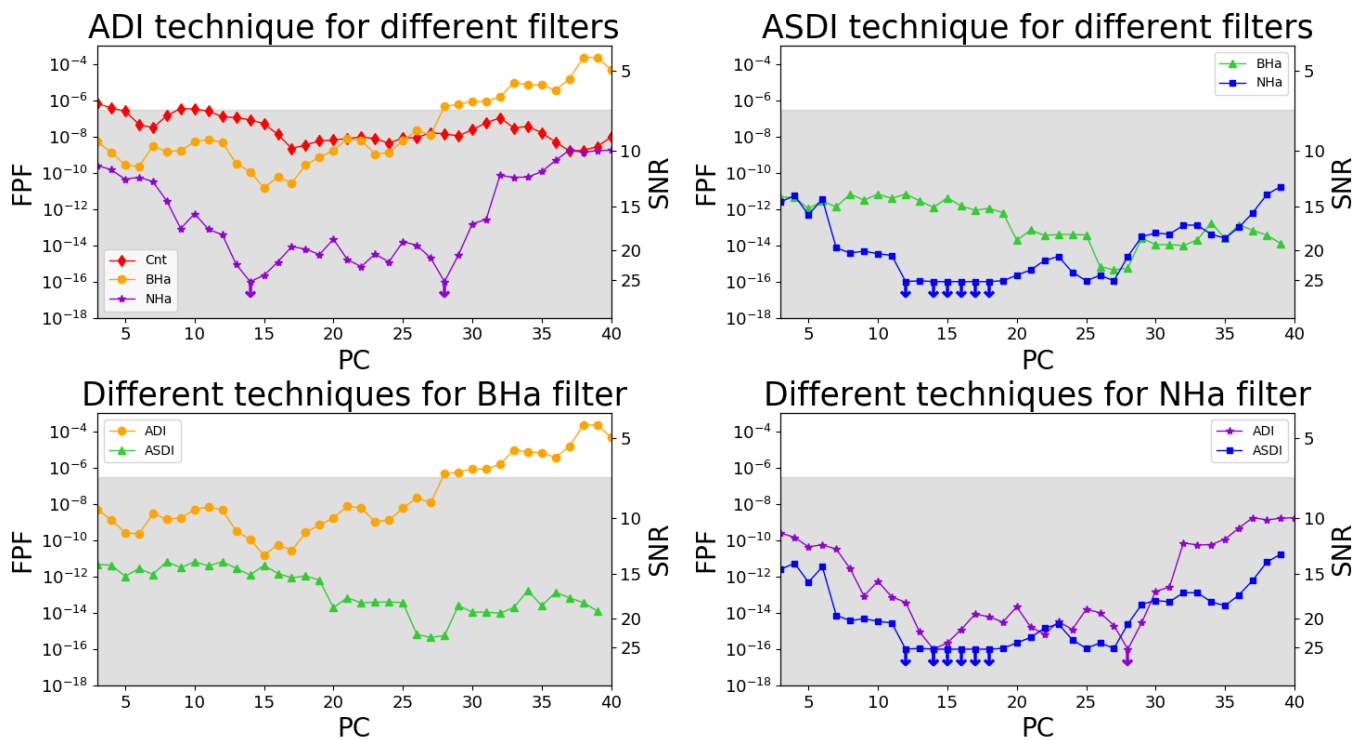 ADI technique for different filters
FPF
10⁻⁴
10⁻⁶
10⁻⁸
10⁻¹⁰
10⁻¹²
10⁻¹⁴
10⁻¹⁶
10⁻¹⁸
Cnt
BHa
NHa
5
10
15
20
25
SNR
5 10 15 20 25 30 35 40
PC
ASDI technique for different filters
FPF
10⁻⁴
10⁻⁶
10⁻⁸
10⁻¹⁰
10⁻¹²
10⁻¹⁴
10⁻¹⁶
10⁻¹⁸
BHa
NHa
5
10
15
20
25
SNR
5 10 15 20 25 30 35 40
PC
Different techniques for BHa filter
FPF
10⁻⁴
10⁻⁶
10⁻⁸
10⁻¹⁰
10⁻¹²
10⁻¹⁴
10⁻¹⁶
10⁻¹⁸
ADI
ASDI
5
10
15
20
25
SNR
5 10 15 20 25 30 35 40
PC
Different techniques for NHa filter
FPF
10⁻⁴
10⁻⁶
10⁻⁸
10⁻¹⁰
10⁻¹²
10⁻¹⁴
10⁻¹⁶
10⁻¹⁸
ADI
ASDI
5
10
15
20
25
SNR
5 10 15 20 25 30 35 40
PC